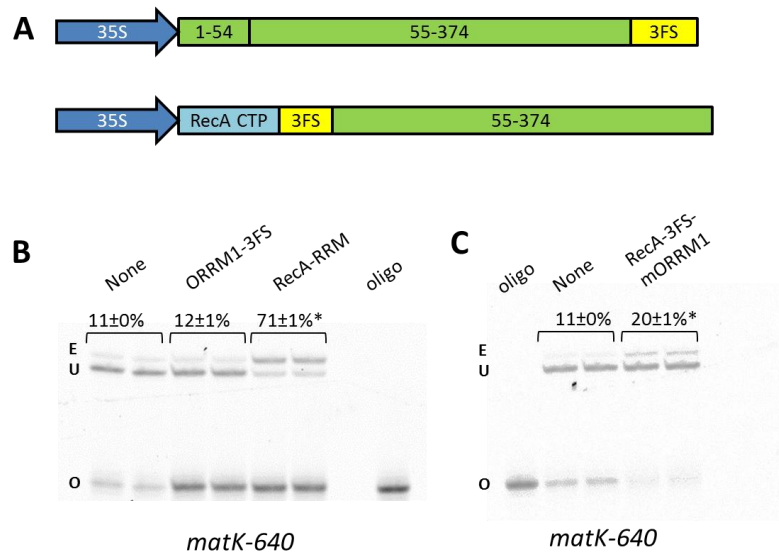 A
35S 1-54 55-374 3FS
35S RecA CTP 3FS 55-374
B
None ORRM1-3FS RecA-RRM oligo
11±0% 12±1% 71±1%*
E
U
O
matK-640
C
oligo None RecA-3FS-
mORRM1
11±0% 20±1%*
E
U
O
matK-640